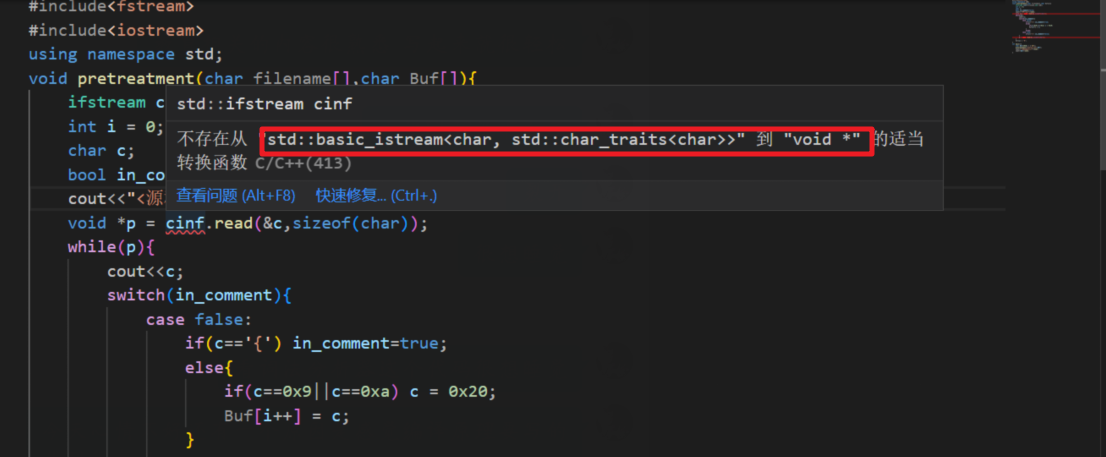 #include<fstream>
#include<iostream>
using namespace std;
void pretreatment(char filename[],char Buf[]){
ifstream c
std::ifstream cinf
int i = 0;
不存在从 "std::basic_istream<char, std::char_traits<char>>" 到 "void *" 的适当
char c;
转换函数 C/C++(413)
bool in_co
查看问题 (Alt+F8) 快速修复... (Ctrl+.)
cout<<"<源
void *p = cinf.read(&c,sizeof(char));
while(p){
cout<<c;
switch(in_comment){
case false:
if(c=='{') in_comment=true;
else{
if(c==0x9||c==0xa) c = 0x20;
Buf[i++] = c;
}